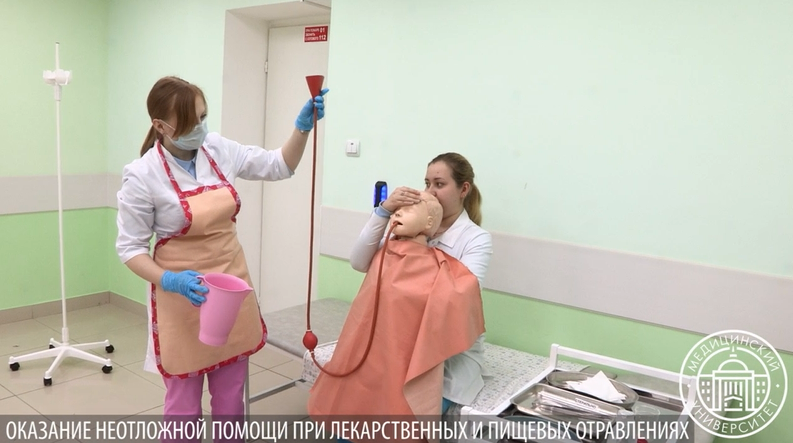 МЕДИЦИНСКИЙ
УНИВЕРСИТЕТ
ОКАЗАНИЕ НЕОТЛОЖНОЙ ПОМОЩИ ПРИ ЛЕКАРСТВЕННЫХ И ПИЩЕВЫХ ОТРАВЛЕНИЯХ